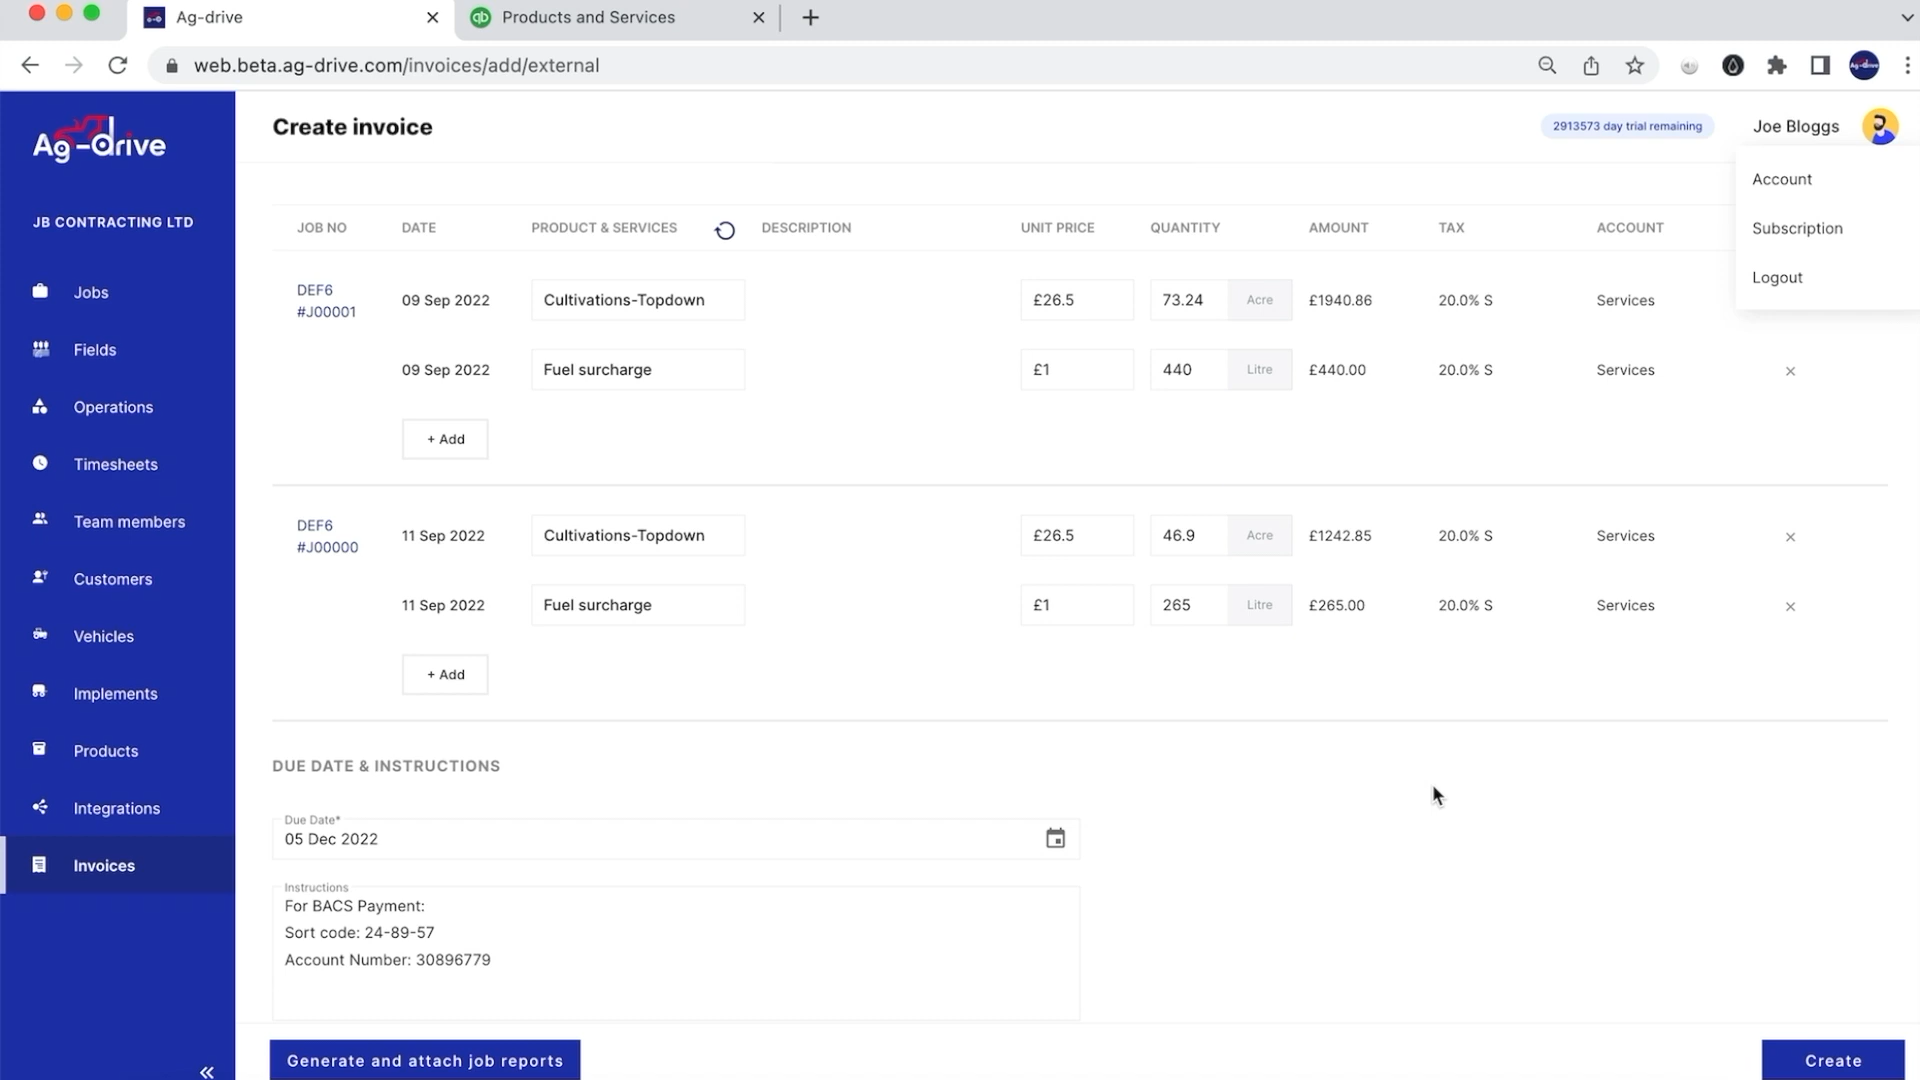 Ag-drive
Products and Services
web.beta.ag-drive.com/invoices/add/external
Ag-drive
Ag-drive
JB CONTRACTING LTD
Jobs
Fields
Operations
Timesheets
Team members
Customers
Vehicles
Implements
Products
Integrations
Invoices
Create invoice
2913573 day trial remaining
Joe Bloggs
Account
Subscription
Logout
JOB NO DATE PRODUCT & SERVICES DESCRIPTION UNIT PRICE QUANTITY AMOUNT TAX ACCOUNT
DEF6
#J00001
09 Sep 2022 Cultivations-Topdown £26.5 73.24 Acre £1940.86 20.0% S Services
09 Sep 2022 Fuel surcharge £1 440 Litre £440.00 20.0% S Services
+ Add
DEF6
#J00000
11 Sep 2022 Cultivations-Topdown £26.5 46.9 Acre £1242.85 20.0% S Services
11 Sep 2022 Fuel surcharge £1 265 Litre £265.00 20.0% S Services
+ Add
DUE DATE & INSTRUCTIONS
Due Date*
05 Dec 2022
Instructions
For BACS Payment:
Sort code: 24-89-57
Account Number: 30896779
Generate and attach job reports
Create